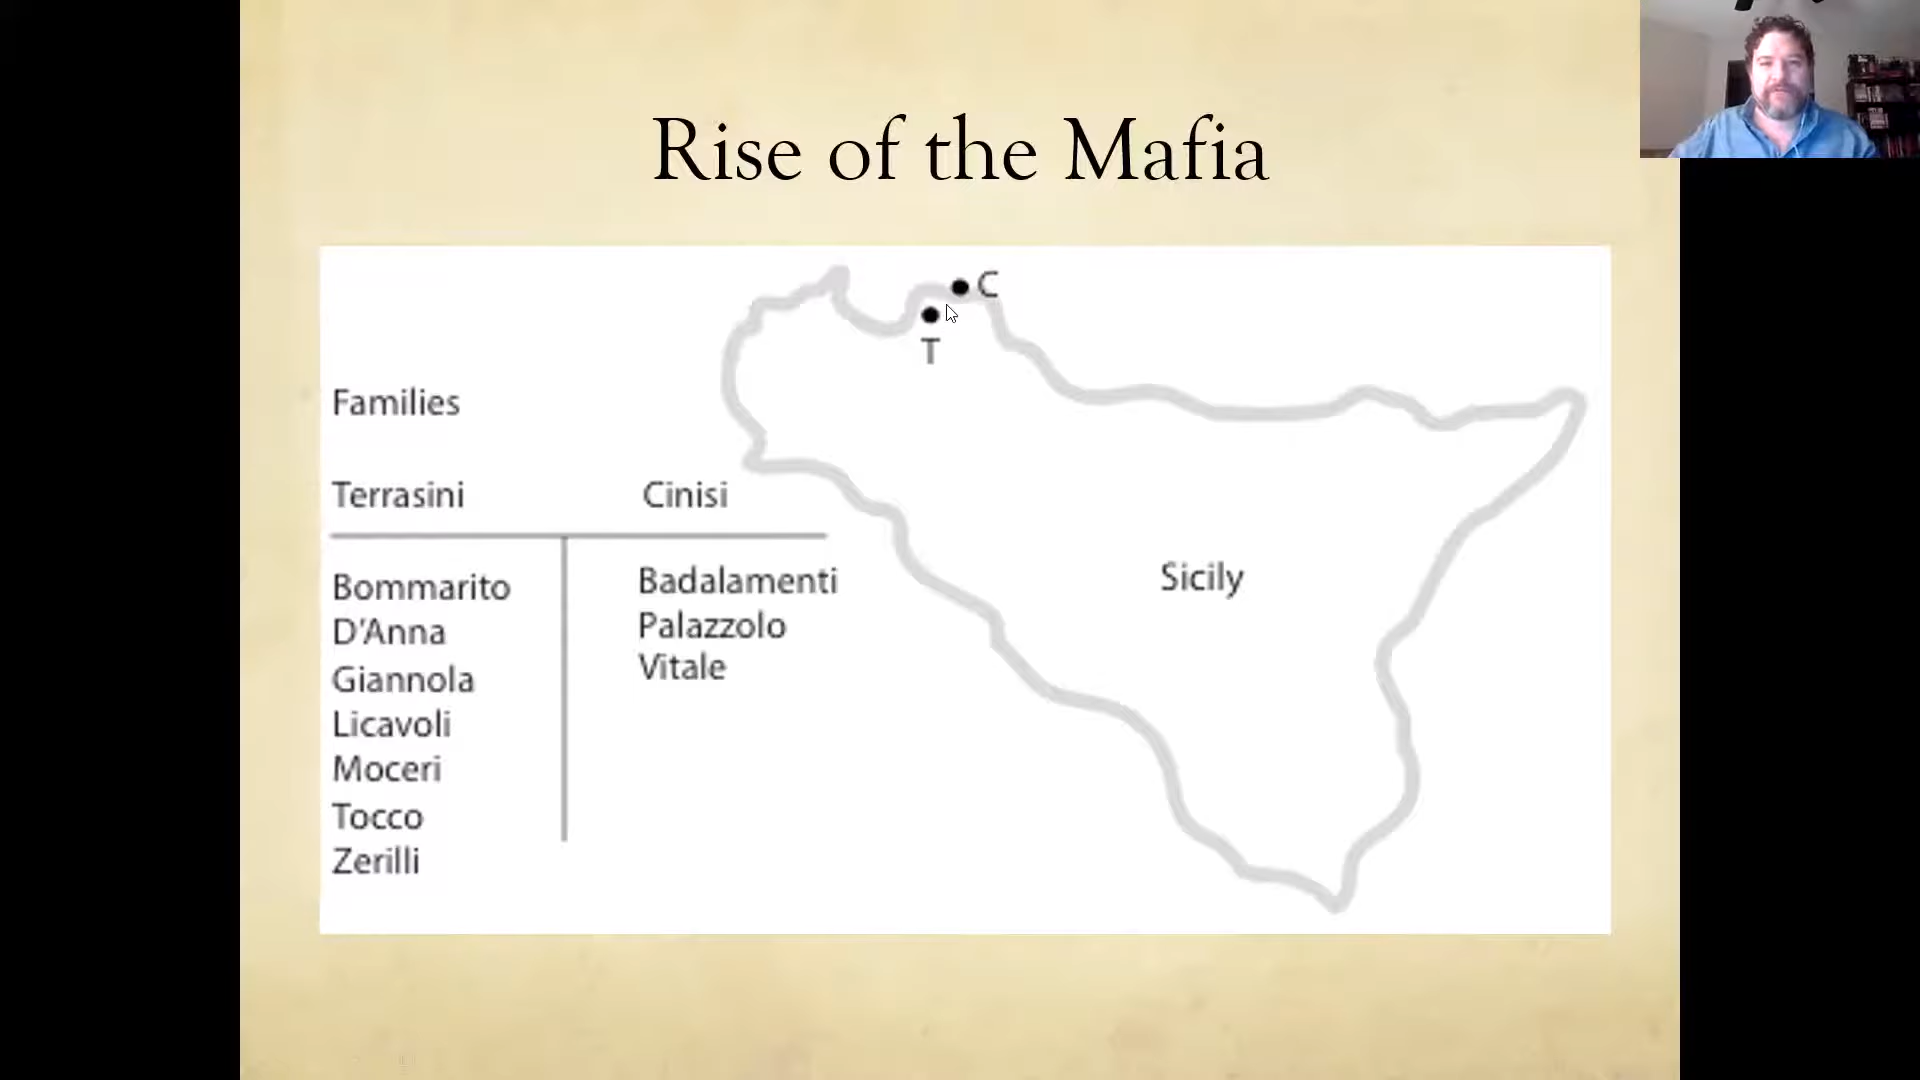 Rise of the Mafia
C
T
Families
Terrasini Cinisi
Bommarito Badalamenti
D'Anna Palazzolo
Giannola Vitale
Licavoli
Moceri
Tocco
Zerilli
Sicily